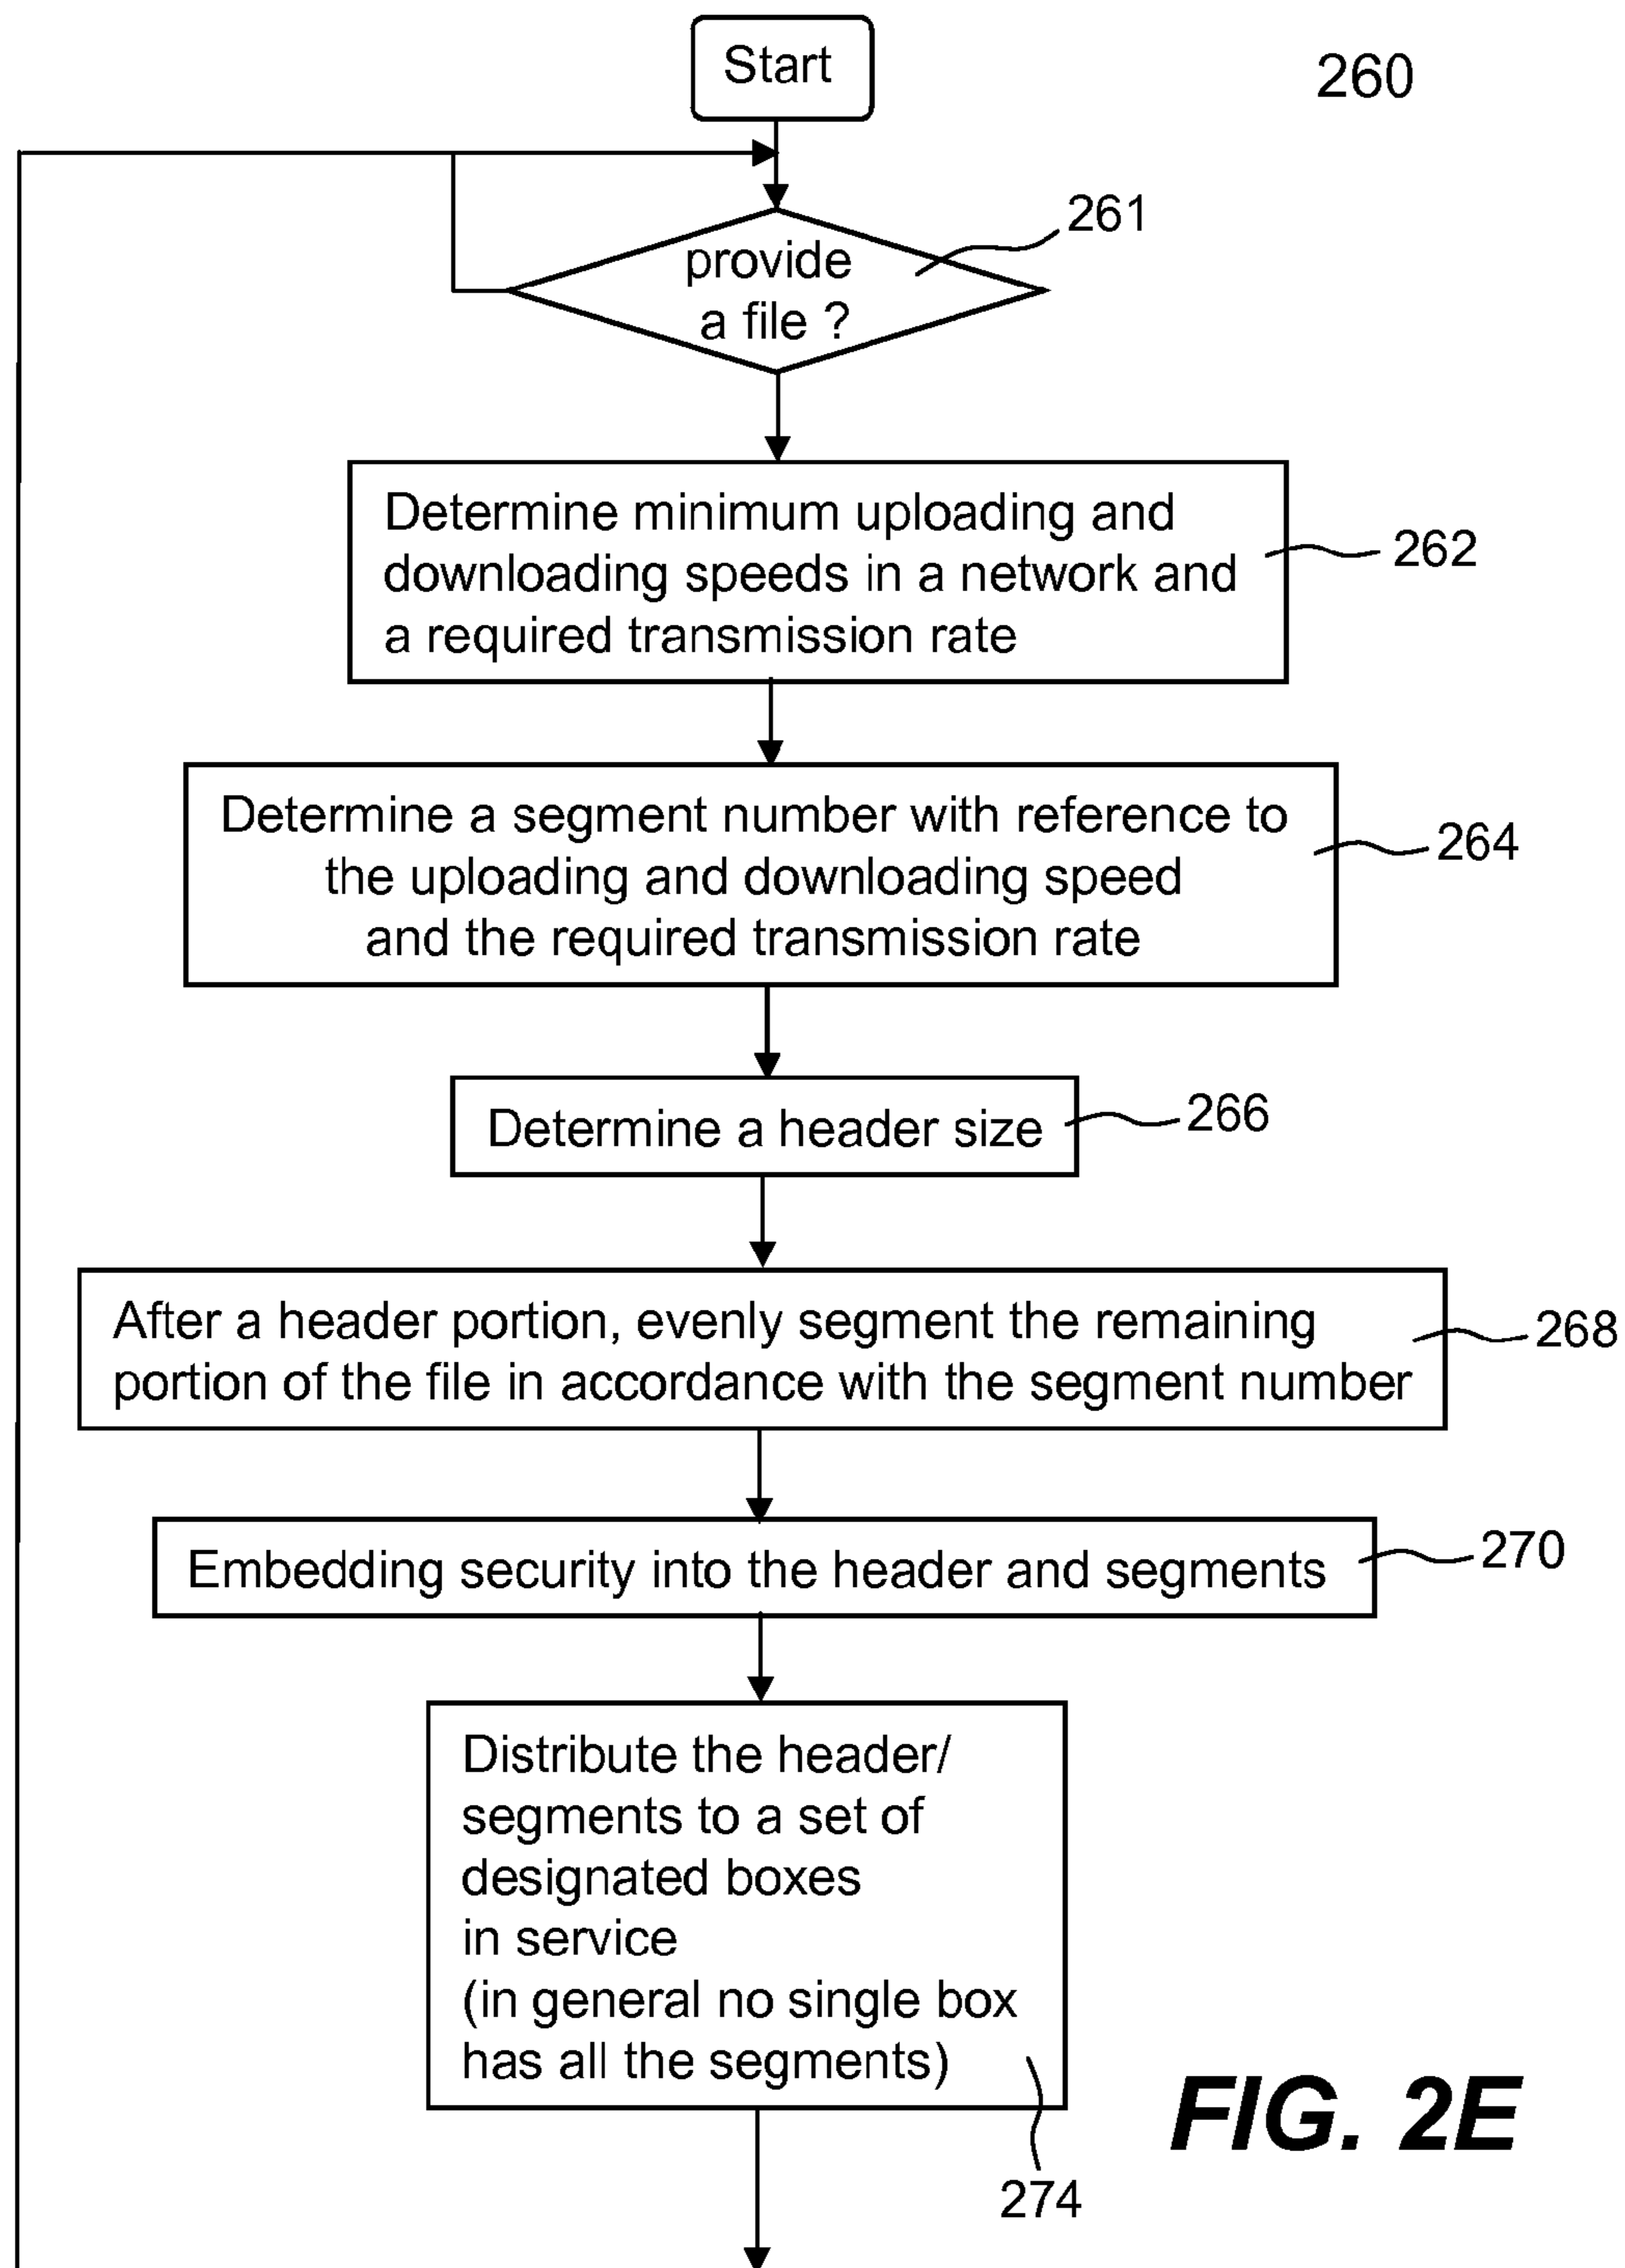 Start
260
provide
a file ?
261
Determine minimum uploading and
downloading speeds in a network and
a required transmission rate
262
Determine a segment number with reference to
the uploading and downloading speed
and the required transmission rate
264
Determine a header size
266
After a header portion, evenly segment the remaining
portion of the file in accordance with the segment number
268
Embedding security into the header and segments
270
Distribute the header/
segments to a set of
designated boxes
in service
(in general no single box
has all the segments)
274
FIG. 2E